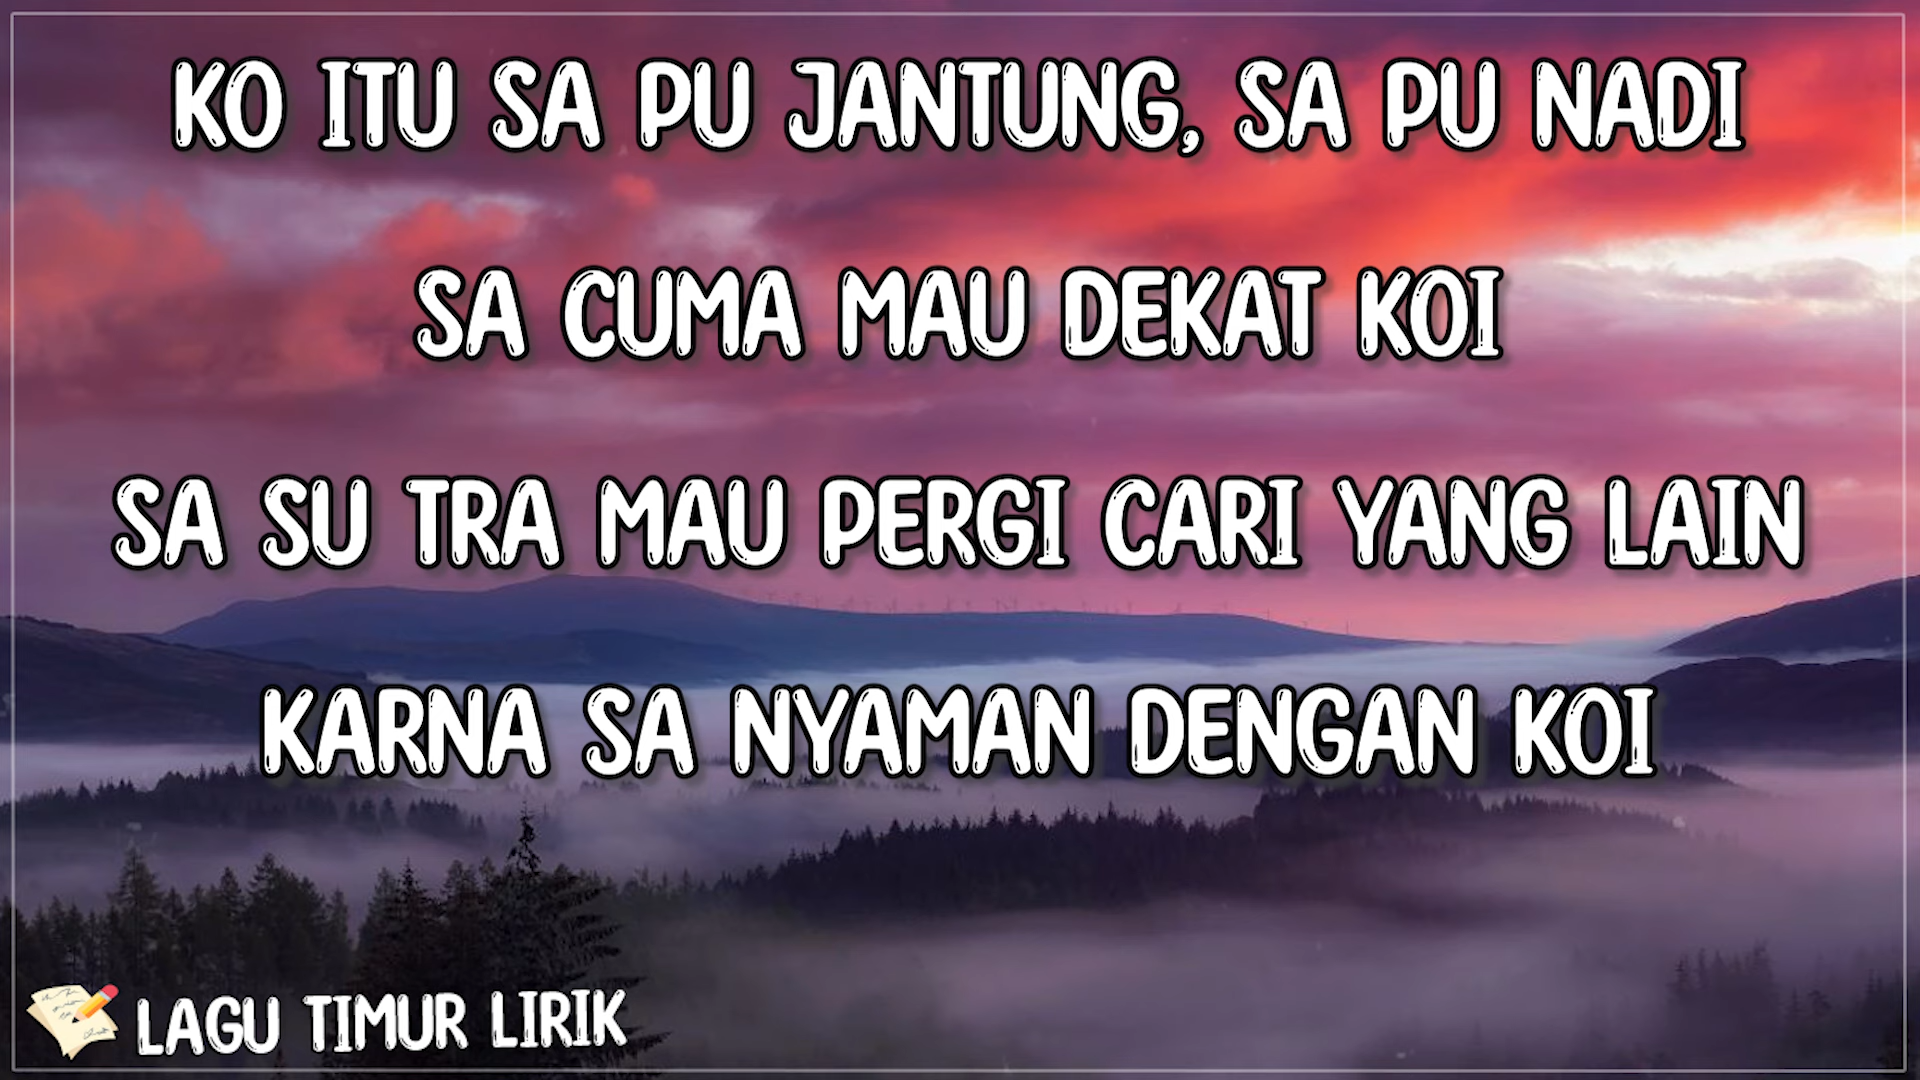 KO ITU SA PU JANTUNG, SA PU NADI
SA CUMA MAU DEKAT KOI
SA SU TRA MAU PERGI CARI YANG LAIN
KARNA SA NYAMAN DENGAN KOI
LAGU TIMUR LIRIK